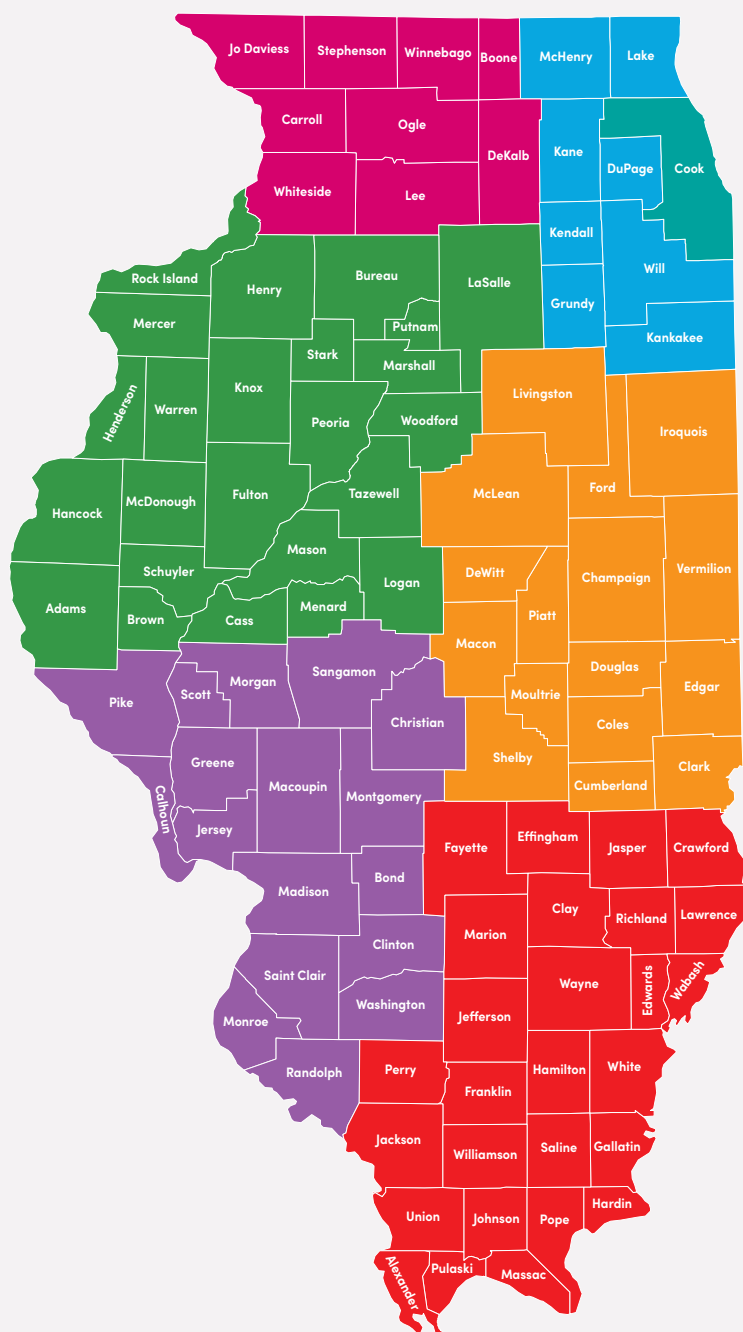 Jo Daviess
Stephenson
Winnebago
Boone
McHenry
Lake
Carroll
Ogle
DeKalb
Kane
DuPage
Cook
Whiteside
Lee
Kendall
Will
Rock Island
Henry
Bureau
LaSalle
Grundy
Mercer
Putnam
Kankakee
Stark
Marshall
Henderson
Warren
Knox
Peoria
Woodford
Livingston
Iroquois
Hancock
McDonough
Fulton
Tazewell
McLean
Ford
Schuyler
Mason
Logan
DeWitt
Champaign
Vermilion
Adams
Brown
Cass
Menard
Piatt
Macon
Pike
Scott
Morgan
Sangamon
Christian
Moultrie
Douglas
Edgar
Coles
Greene
Macoupin
Montgomery
Shelby
Cumberland
Clark
Calhoun
Jersey
Fayette
Effingham
Jasper
Crawford
Madison
Bond
Clay
Richland
Lawrence
Marion
Clinton
Saint Clair
Washington
Wayne
Edwards
Wabash
Monroe
Jefferson
Randolph
Perry
Franklin
Hamilton
White
Jackson
Williamson
Saline
Gallatin
Union
Johnson
Pope
Hardin
Alexander
Pulaski
Massac